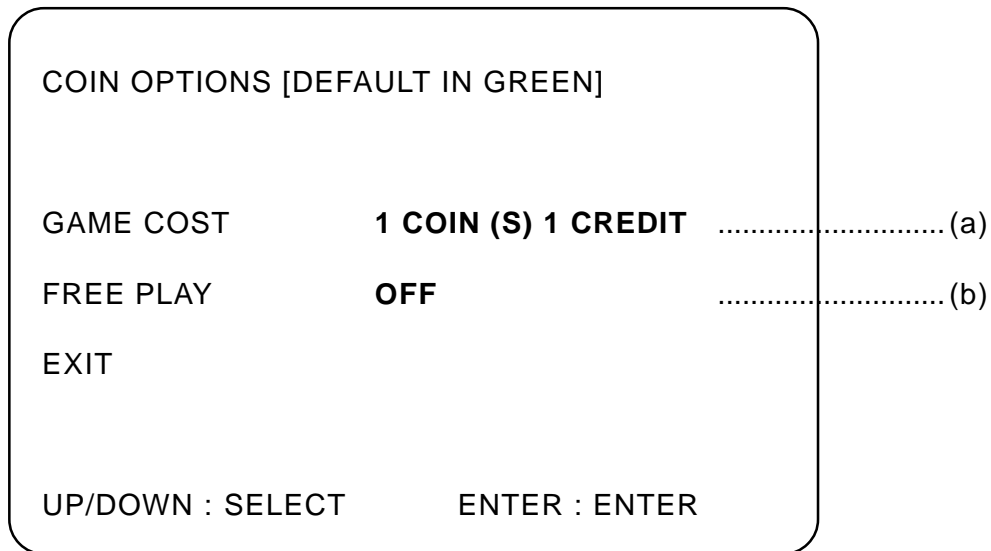 COIN OPTIONS [DEFAULT IN GREEN]
GAME COST 1 COIN (S) 1 CREDIT ............................(a)
FREE PLAY OFF ............................(b)
EXIT
UP/DOWN : SELECT ENTER : ENTER